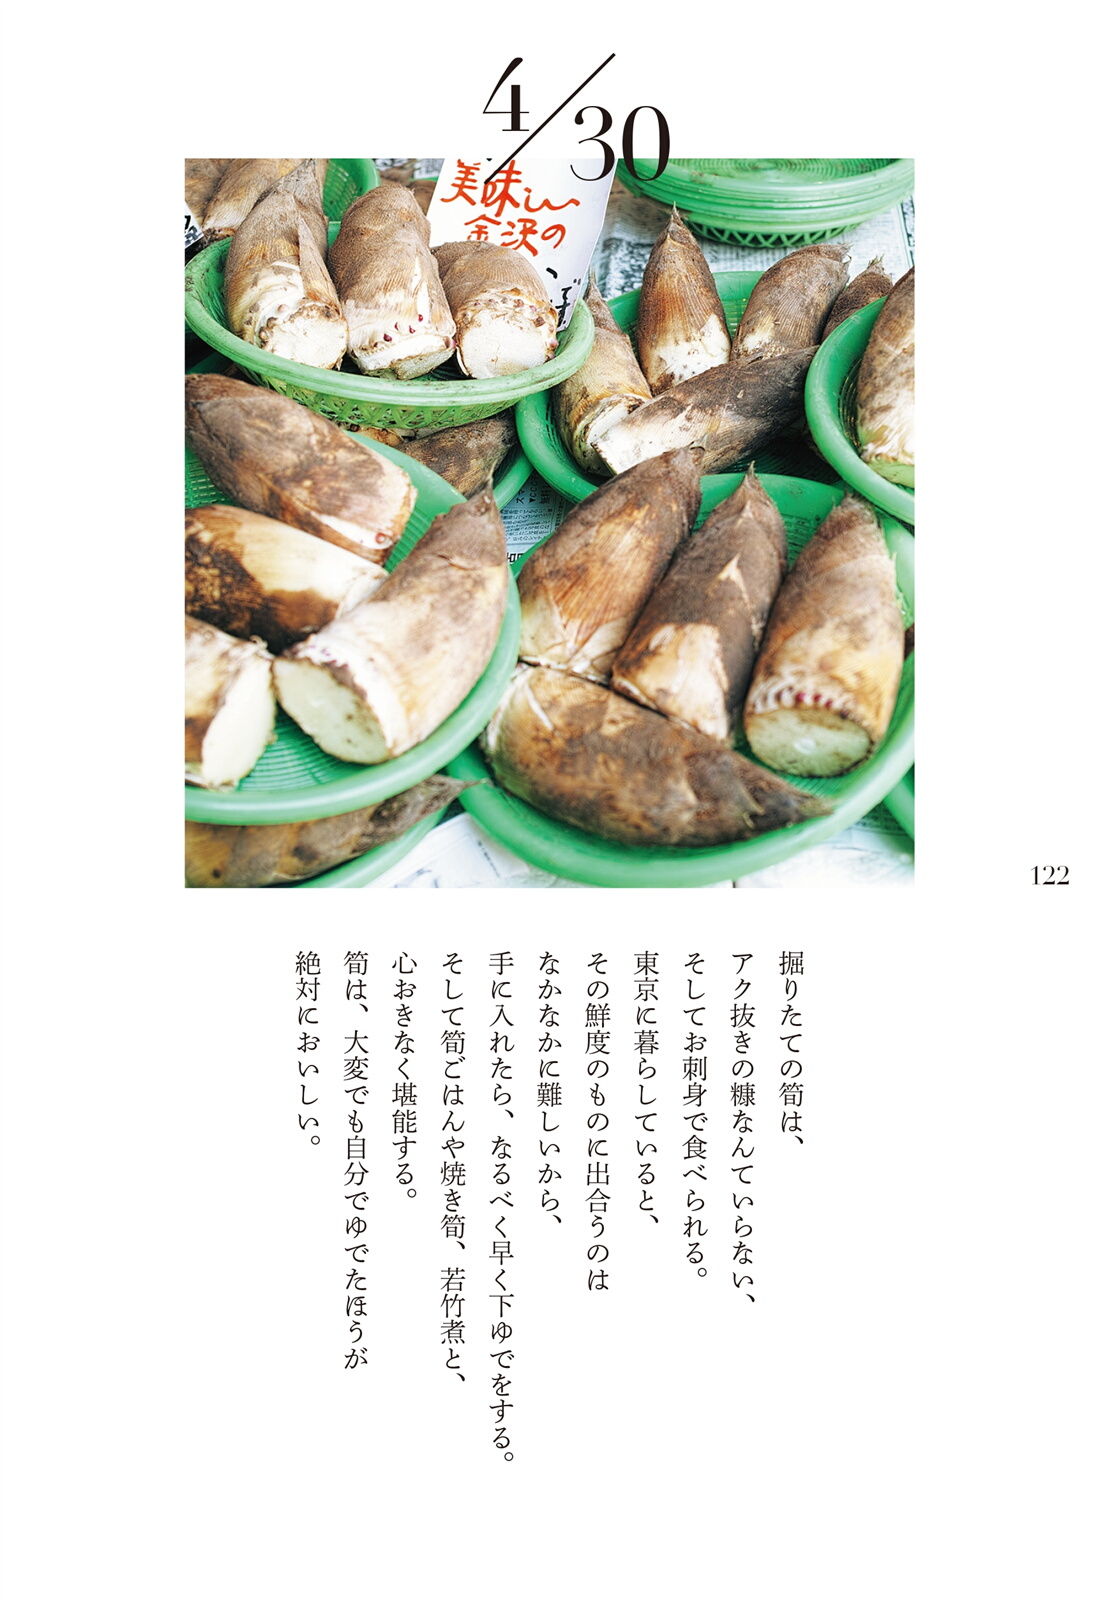 4/30
美味しい
金沢の
122
掘りたての筍は、
アク抜きの糠なんていらない、
そしてお刺身で食べられる。
東京に暮らしていると、
その鮮度のものに出合うのは
なかなかに難しいから、
手に入れたら、なるべく早く下ゆでをする。
そして筍ごはんや焼き筍、若竹煮と、
心おきなく堪能する。
筍は、大変でも自分でゆでたほうが
絶対においしい。